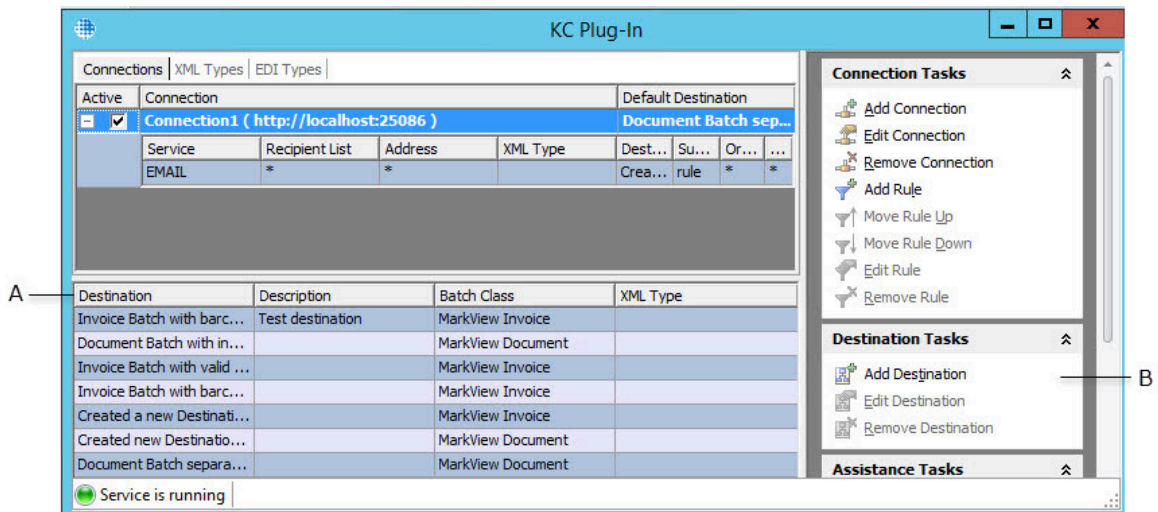 KC Plug-In
Connections XML Types EDI Types
Active Connection Default Destination
Connection1 ( http://localhost:25086 ) Document Batch sep...
Service Recipient List Address XML Type Dest... Su... Or... ...
EMAIL * * Crea... rule * *
A
Destination Description Batch Class XML Type
Invoice Batch with barc... Test destination MarkView Invoice
Document Batch with in... MarkView Document
Invoice Batch with valid ... MarkView Invoice
Invoice Batch with barc... MarkView Invoice
Created a new Destinati... MarkView Invoice
Created new Destinatio... MarkView Document
Document Batch separa... MarkView Document
Service is running
Connection Tasks
Add Connection
Edit Connection
Remove Connection
Add Rule
Move Rule Up
Move Rule Down
Edit Rule
Remove Rule
Destination Tasks
Add Destination
Edit Destination
Remove Destination
B
Assistance Tasks